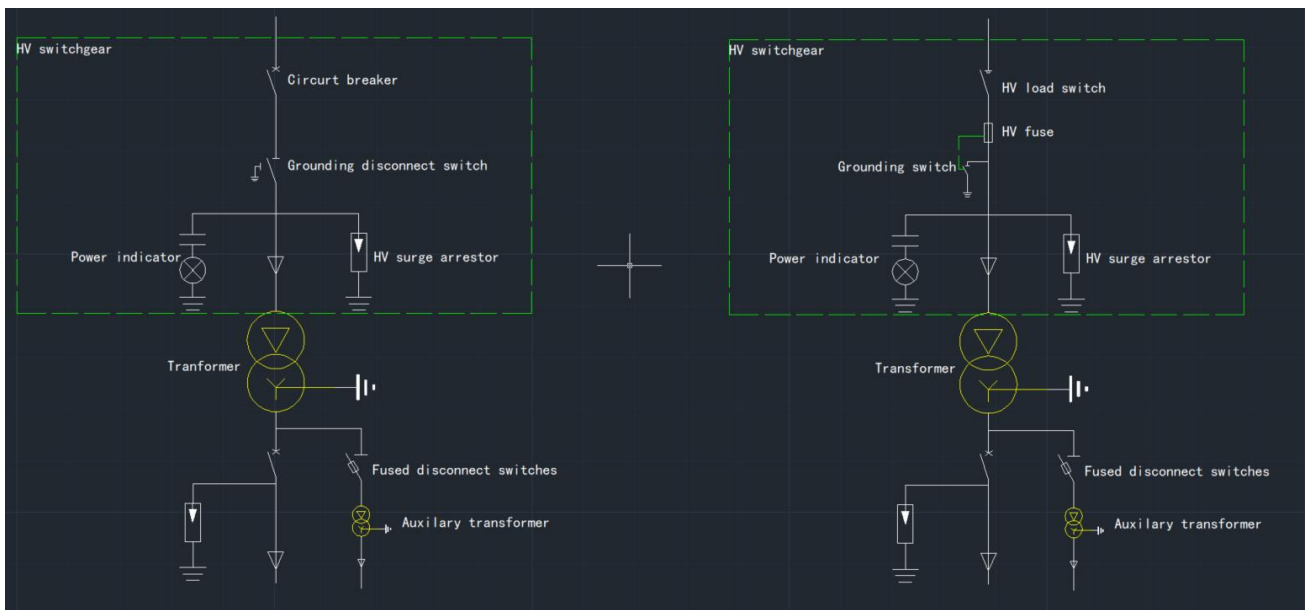 HV switchgear
Circurt breaker
Grounding disconnect switch
Power indicator
HV surge arrestor
Tranformer
Fused disconnect switches
Auxilary transformer
HV switchgear
HV load switch
HV fuse
Grounding switch
Power indicator
HV surge arrestor
Transformer
Fused disconnect switches
Auxilary transformer